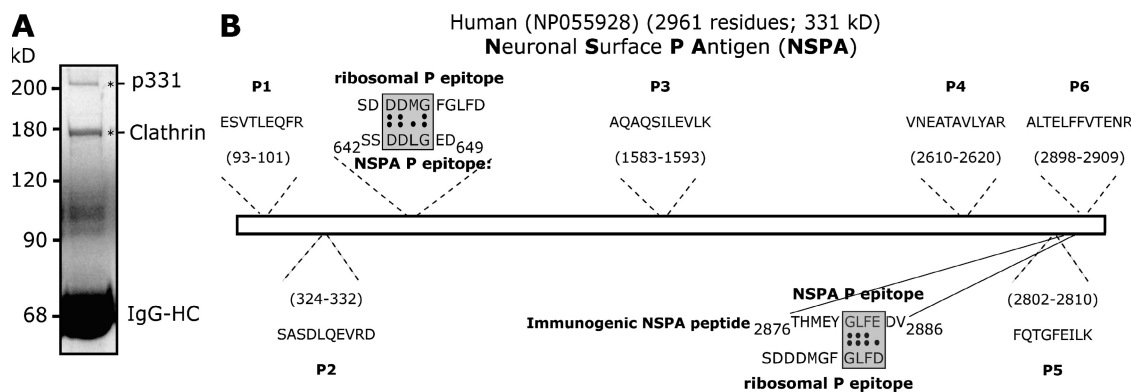 A
kD
200
180
120
90
68
p331
Clathrin
IgG-HC
B
Human (NP055928) (2961 residues; 331 kD)
Neuronal Surface P Antigen (NSPA)
P1
ESVTLEQFR
(93-101)
ribosomal P epitope
SD DDMG FGLFD
642 SS DDLG ED 649
NSPA P epitope:
P3
AQAQSILEVLK
(1583-1593)
P4
VNEATAVLYAR
(2610-2620)
P6
ALTELFFVTENR
(2898-2909)
(324-332)
SASDLQEVRD
P2
NSPA P epitope
Immunogenic NSPA peptide 2876 THMEY GLFE DV 2886
SDDDMGF GLFD
ribosomal P epitope
(2802-2810)
FQTGFEILK
P5